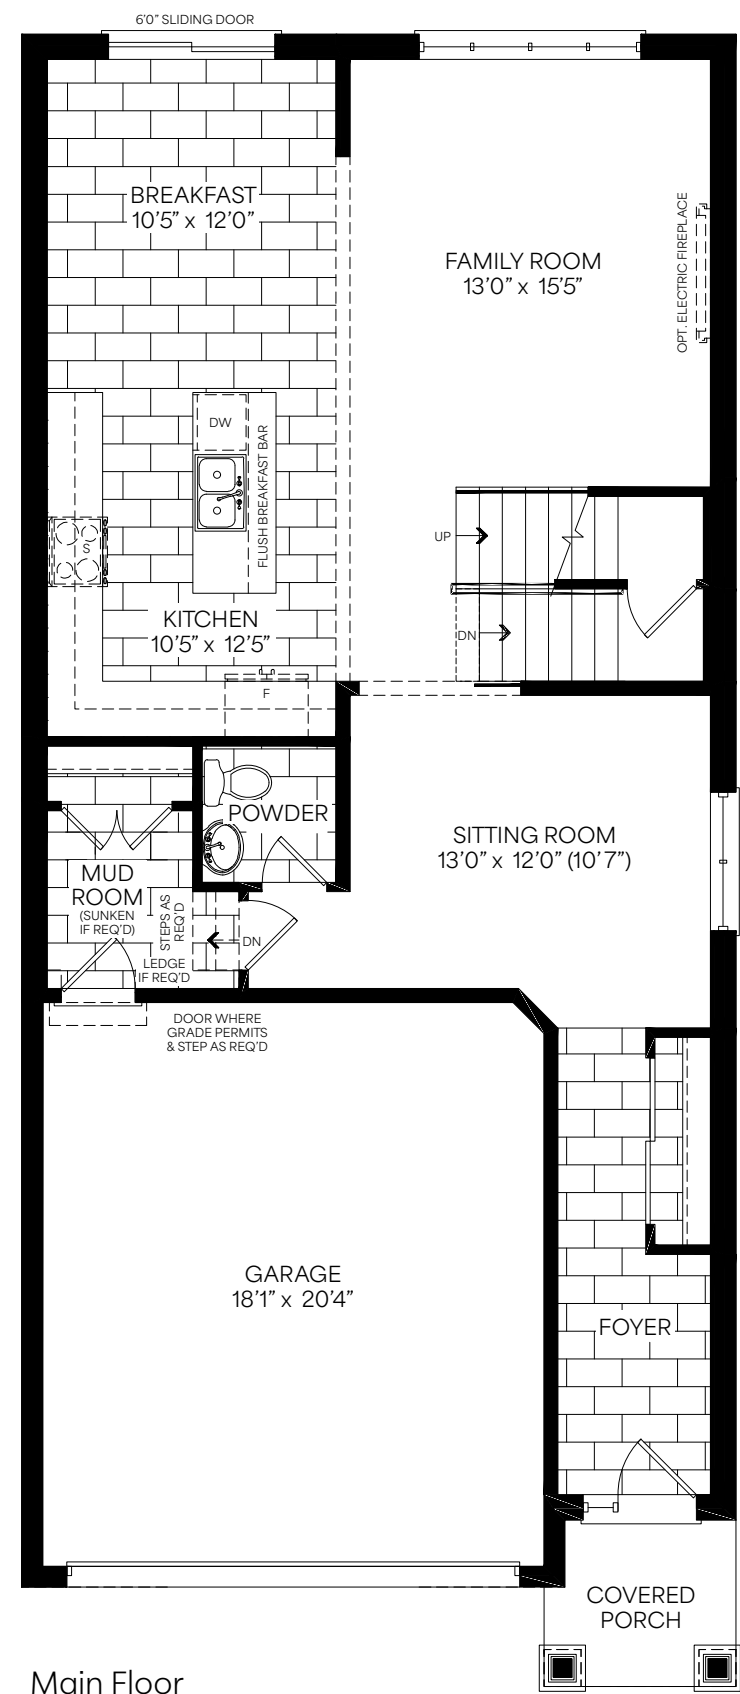 6'0" SLIDING DOOR
BREAKFAST
10'5" x 12'0"
FAMILY ROOM
13'0" x 15'5"
OPT. ELECTRIC FIREPLACE
DW
FLUSH BREAKFAST BAR
S
UP
KITCHEN
10'5" x 12'5"
DN
F
POWDER
SITTING ROOM
13'0" x 12'0" (10'7")
MUD
ROOM
(SUNKEN
IF REQ'D)
STEPS AS
REQ'D
DN
LEDGE
IF REQ'D
DOOR WHERE
GRADE PERMITS
& STEP AS REQ'D
GARAGE
18'1" x 20'4"
FOYER
COVERED
PORCH
Main Floor